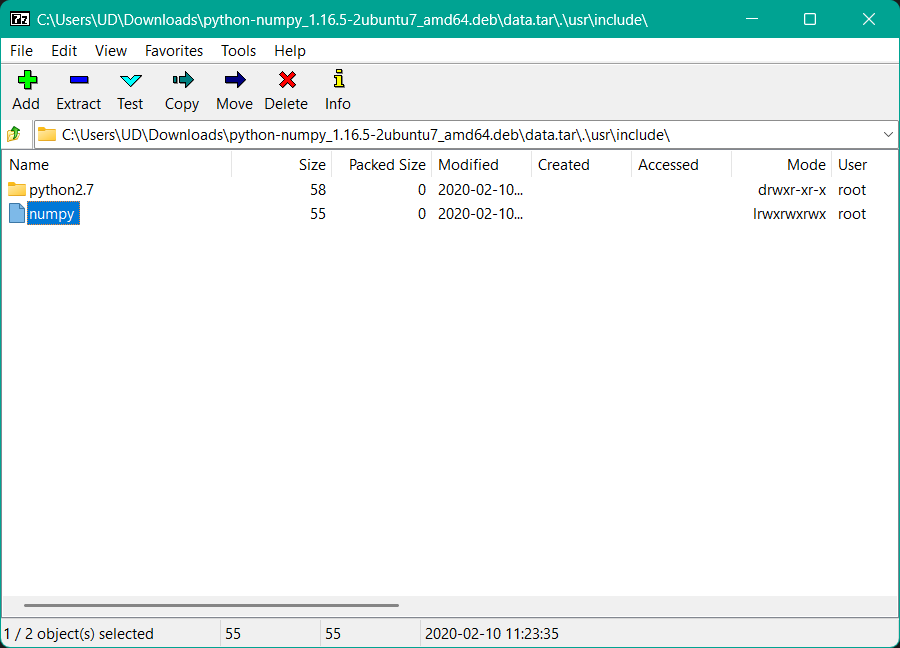 C:\Users\UD\Downloads\python-numpy_1.16.5-2ubuntu7_amd64.deb\data.tar\.\usr\include\
File Edit View Favorites Tools Help
Add Extract Test Copy Move Delete Info
C:\Users\UD\Downloads\python-numpy_1.16.5-2ubuntu7_amd64.deb\data.tar\.\usr\include\
Name Size Packed Size Modified Created Accessed Mode User
python2.7 58 0 2020-02-10... drwxr-xr-x root
numpy 55 0 2020-02-10... lrwxrwxrwx root
1 / 2 object(s) selected 55 55 2020-02-10 11:23:35